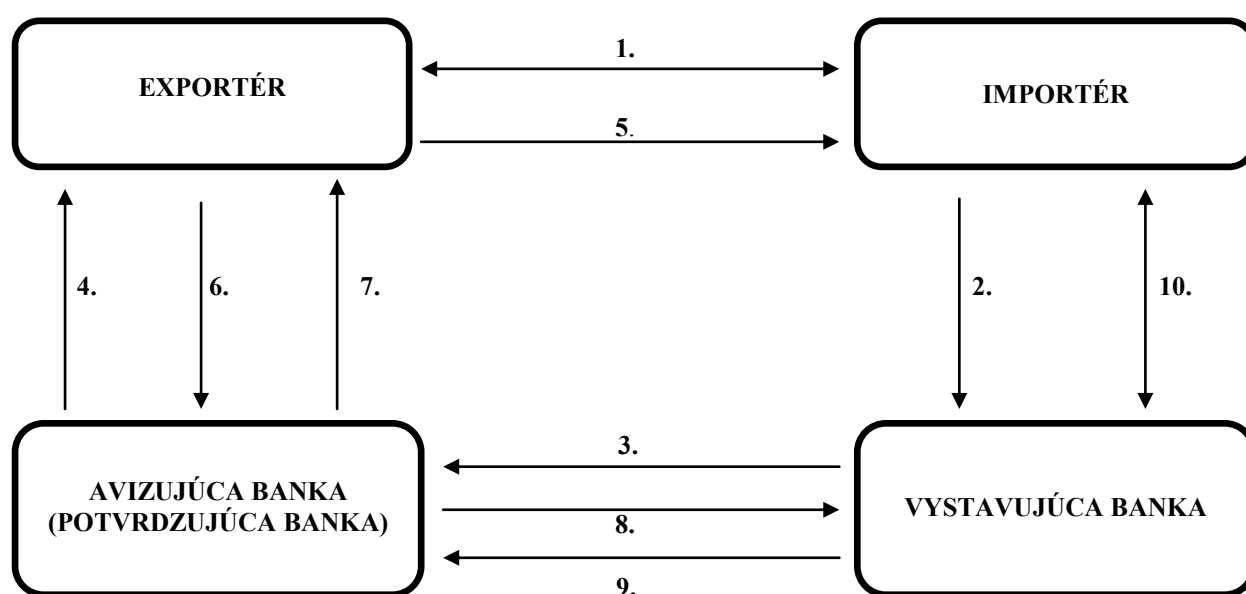 1.
EXPORTÉR
IMPORTÉR
5.
4.
6.
7.
2.
10.
3.
AVIZUJÚCA BANKA
(POTVRDZUJÚCA BANKA)
VYSTAVUJÚCA BANKA
8.
9.